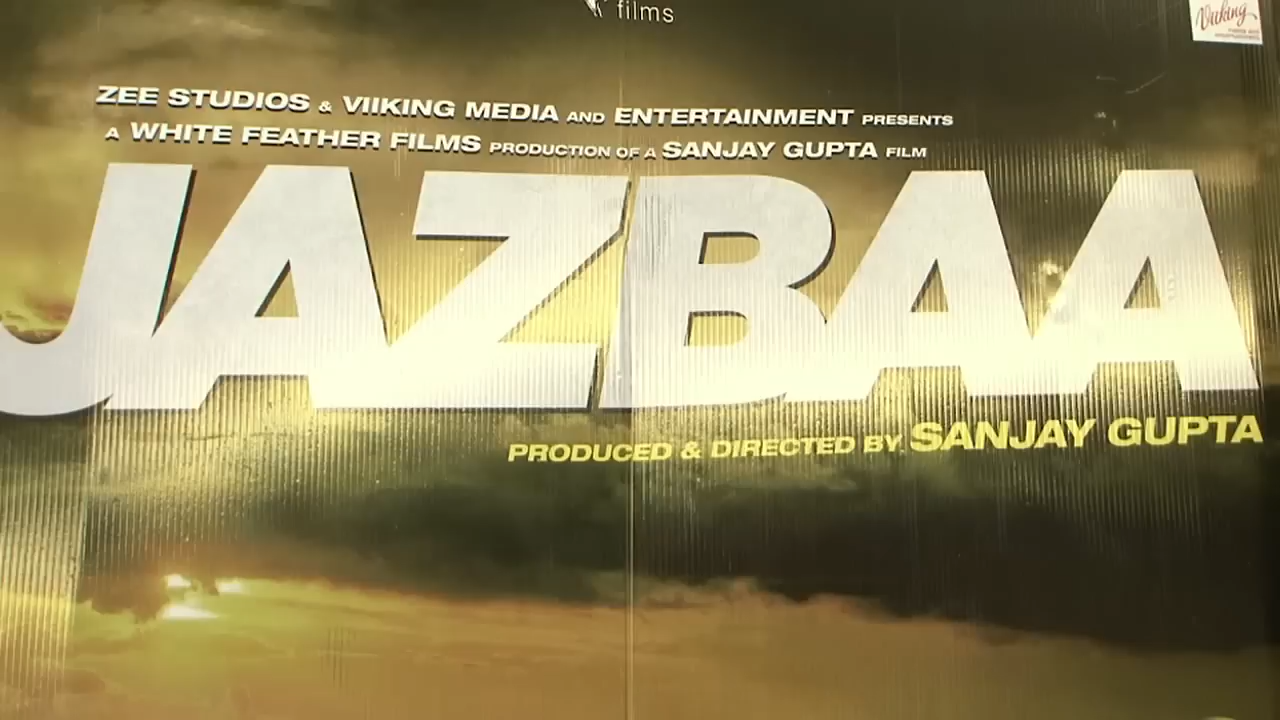 films
Viiking
ZEE STUDIOS & VIIKING MEDIA AND ENTERTAINMENT PRESENTS
A WHITE FEATHER FILMS PRODUCTION OF A SANJAY GUPTA FILM
JAZBAA
PRODUCED & DIRECTED BY SANJAY GUPTA